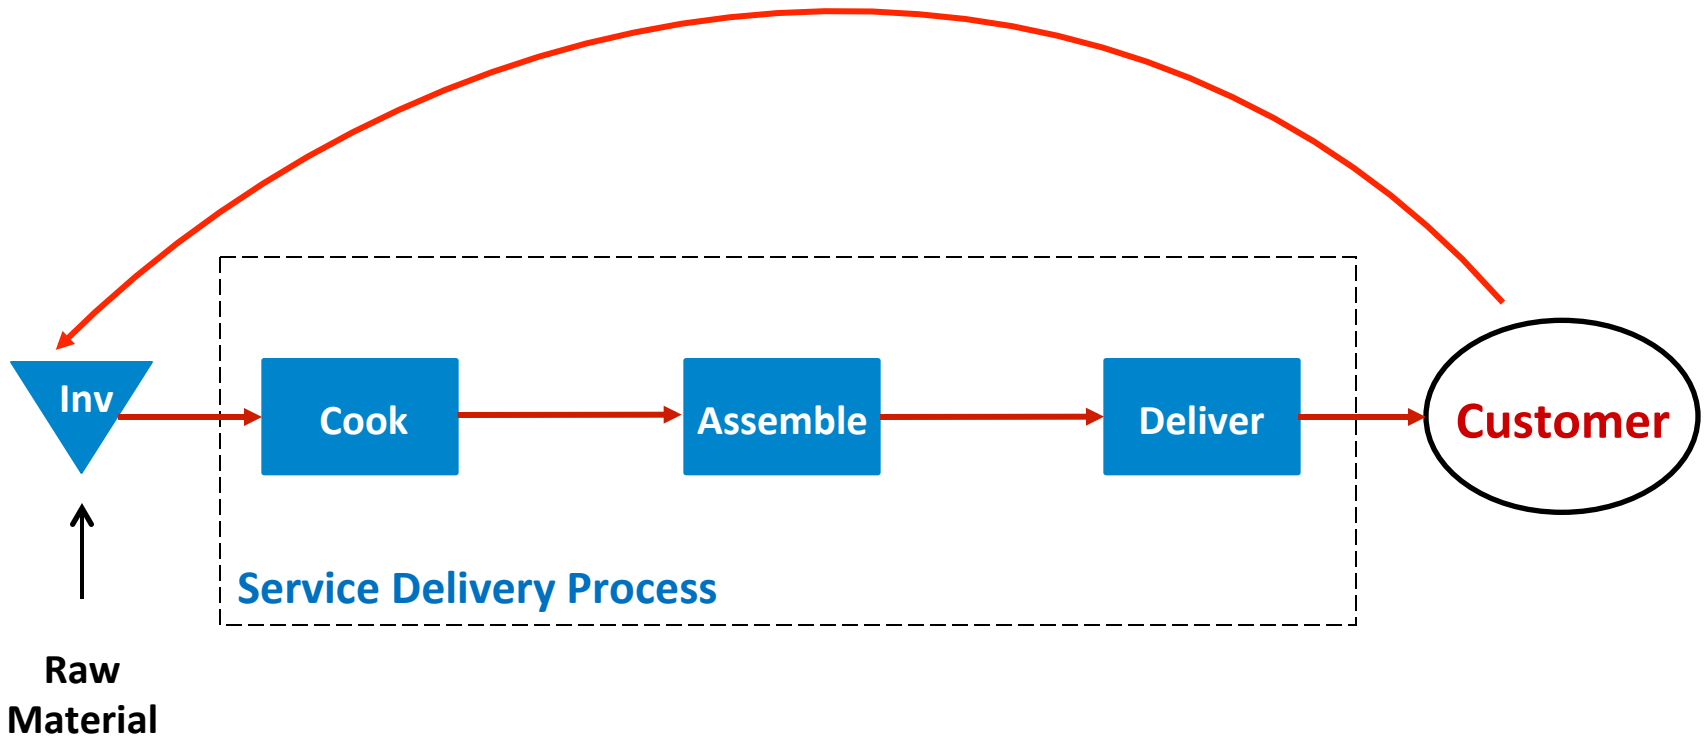 Inv
Cook
Assemble
Deliver
Customer
Service Delivery Process
Raw
Material